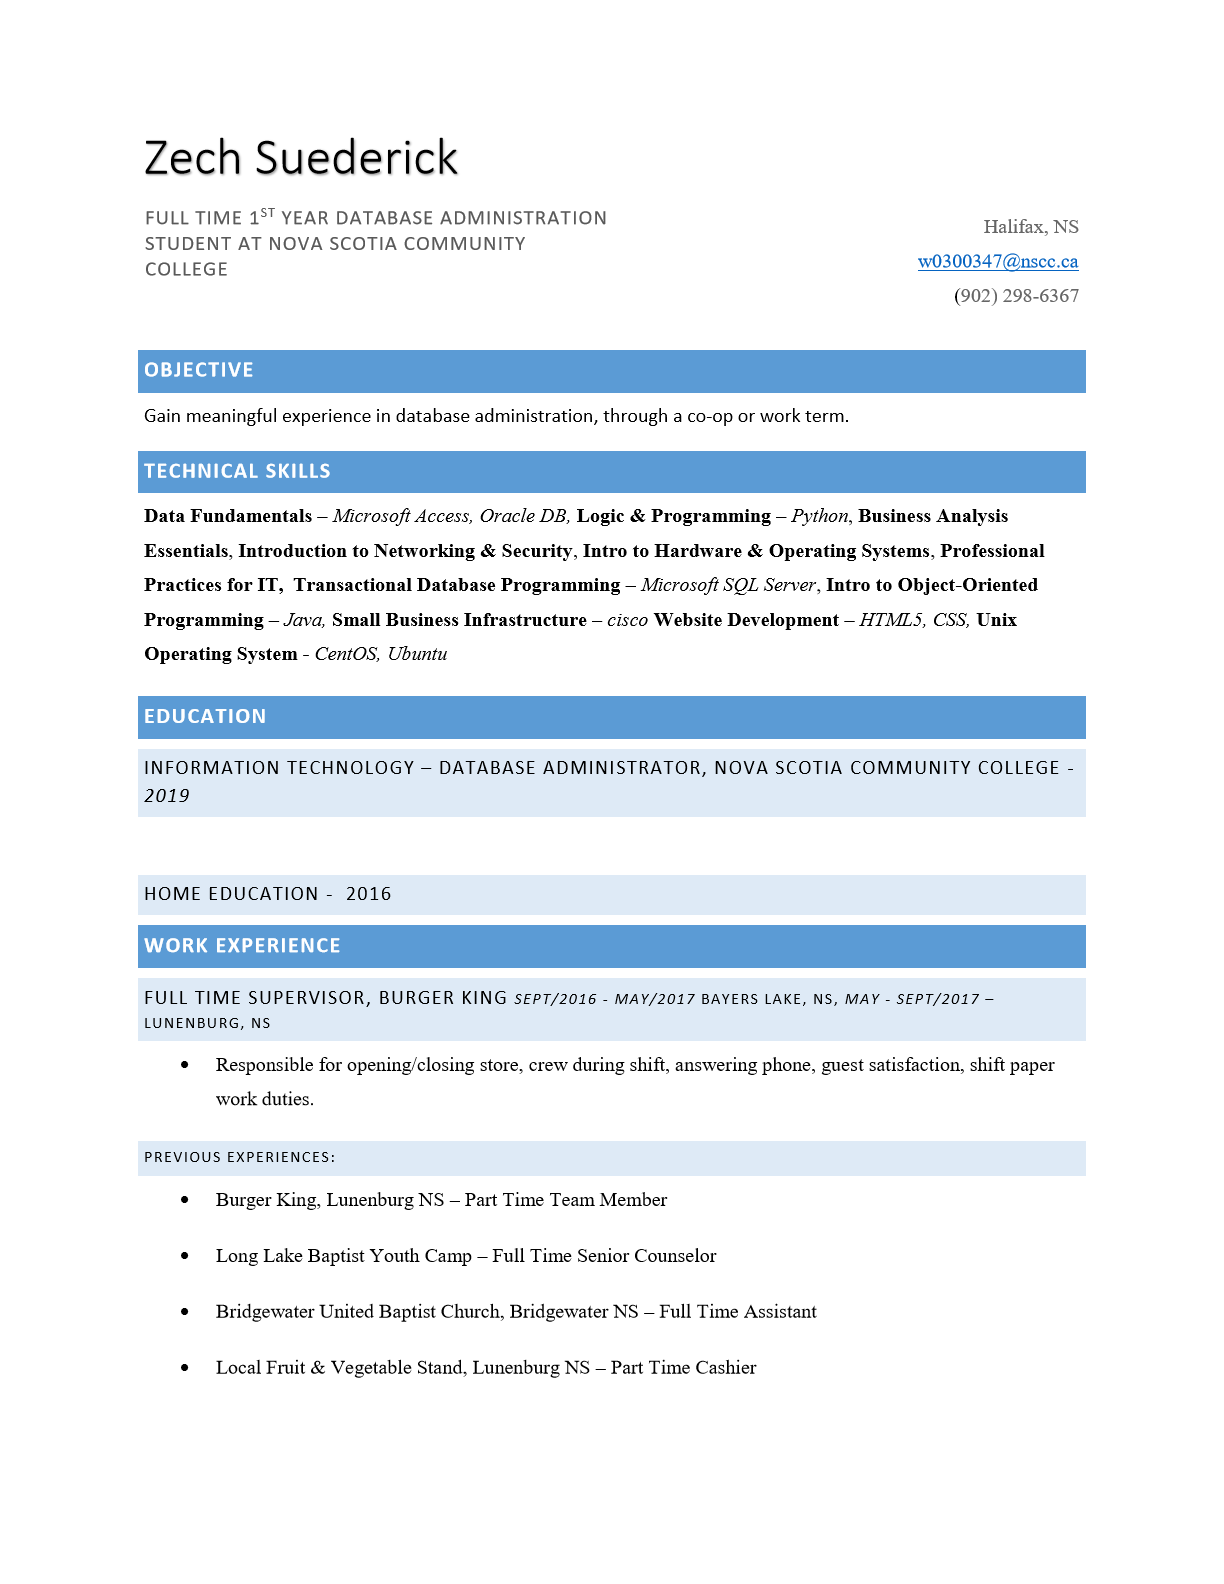 Zech Suederick
FULL TIME 1ST YEAR DATABASE ADMINISTRATION
STUDENT AT NOVA SCOTIA COMMUNITY
COLLEGE
Halifax, NS
w0300347@nscc.ca
(902) 298-6367
OBJECTIVE
Gain meaningful experience in database administration, through a co-op or work term.
TECHNICAL SKILLS
Data Fundamentals – Microsoft Access, Oracle DB, Logic & Programming – Python, Business Analysis
Essentials, Introduction to Networking & Security, Intro to Hardware & Operating Systems, Professional
Practices for IT,  Transactional Database Programming – Microsoft SQL Server, Intro to Object-Oriented
Programming – Java, Small Business Infrastructure – cisco Website Development – HTML5, CSS, Unix
Operating System - CentOS, Ubuntu
EDUCATION
INFORMATION TECHNOLOGY – DATABASE ADMINISTRATOR, NOVA SCOTIA COMMUNITY COLLEGE -
2019
HOME EDUCATION -  2016
WORK EXPERIENCE
FULL TIME SUPERVISOR, BURGER KING SEPT/2016 - MAY/2017 BAYERS LAKE, NS, MAY - SEPT/2017 –
LUNENBURG, NS
• Responsible for opening/closing store, crew during shift, answering phone, guest satisfaction, shift paper
work duties.
PREVIOUS EXPERIENCES:
• Burger King, Lunenburg NS – Part Time Team Member
• Long Lake Baptist Youth Camp – Full Time Senior Counselor
• Bridgewater United Baptist Church, Bridgewater NS – Full Time Assistant
• Local Fruit & Vegetable Stand, Lunenburg NS – Part Time Cashier